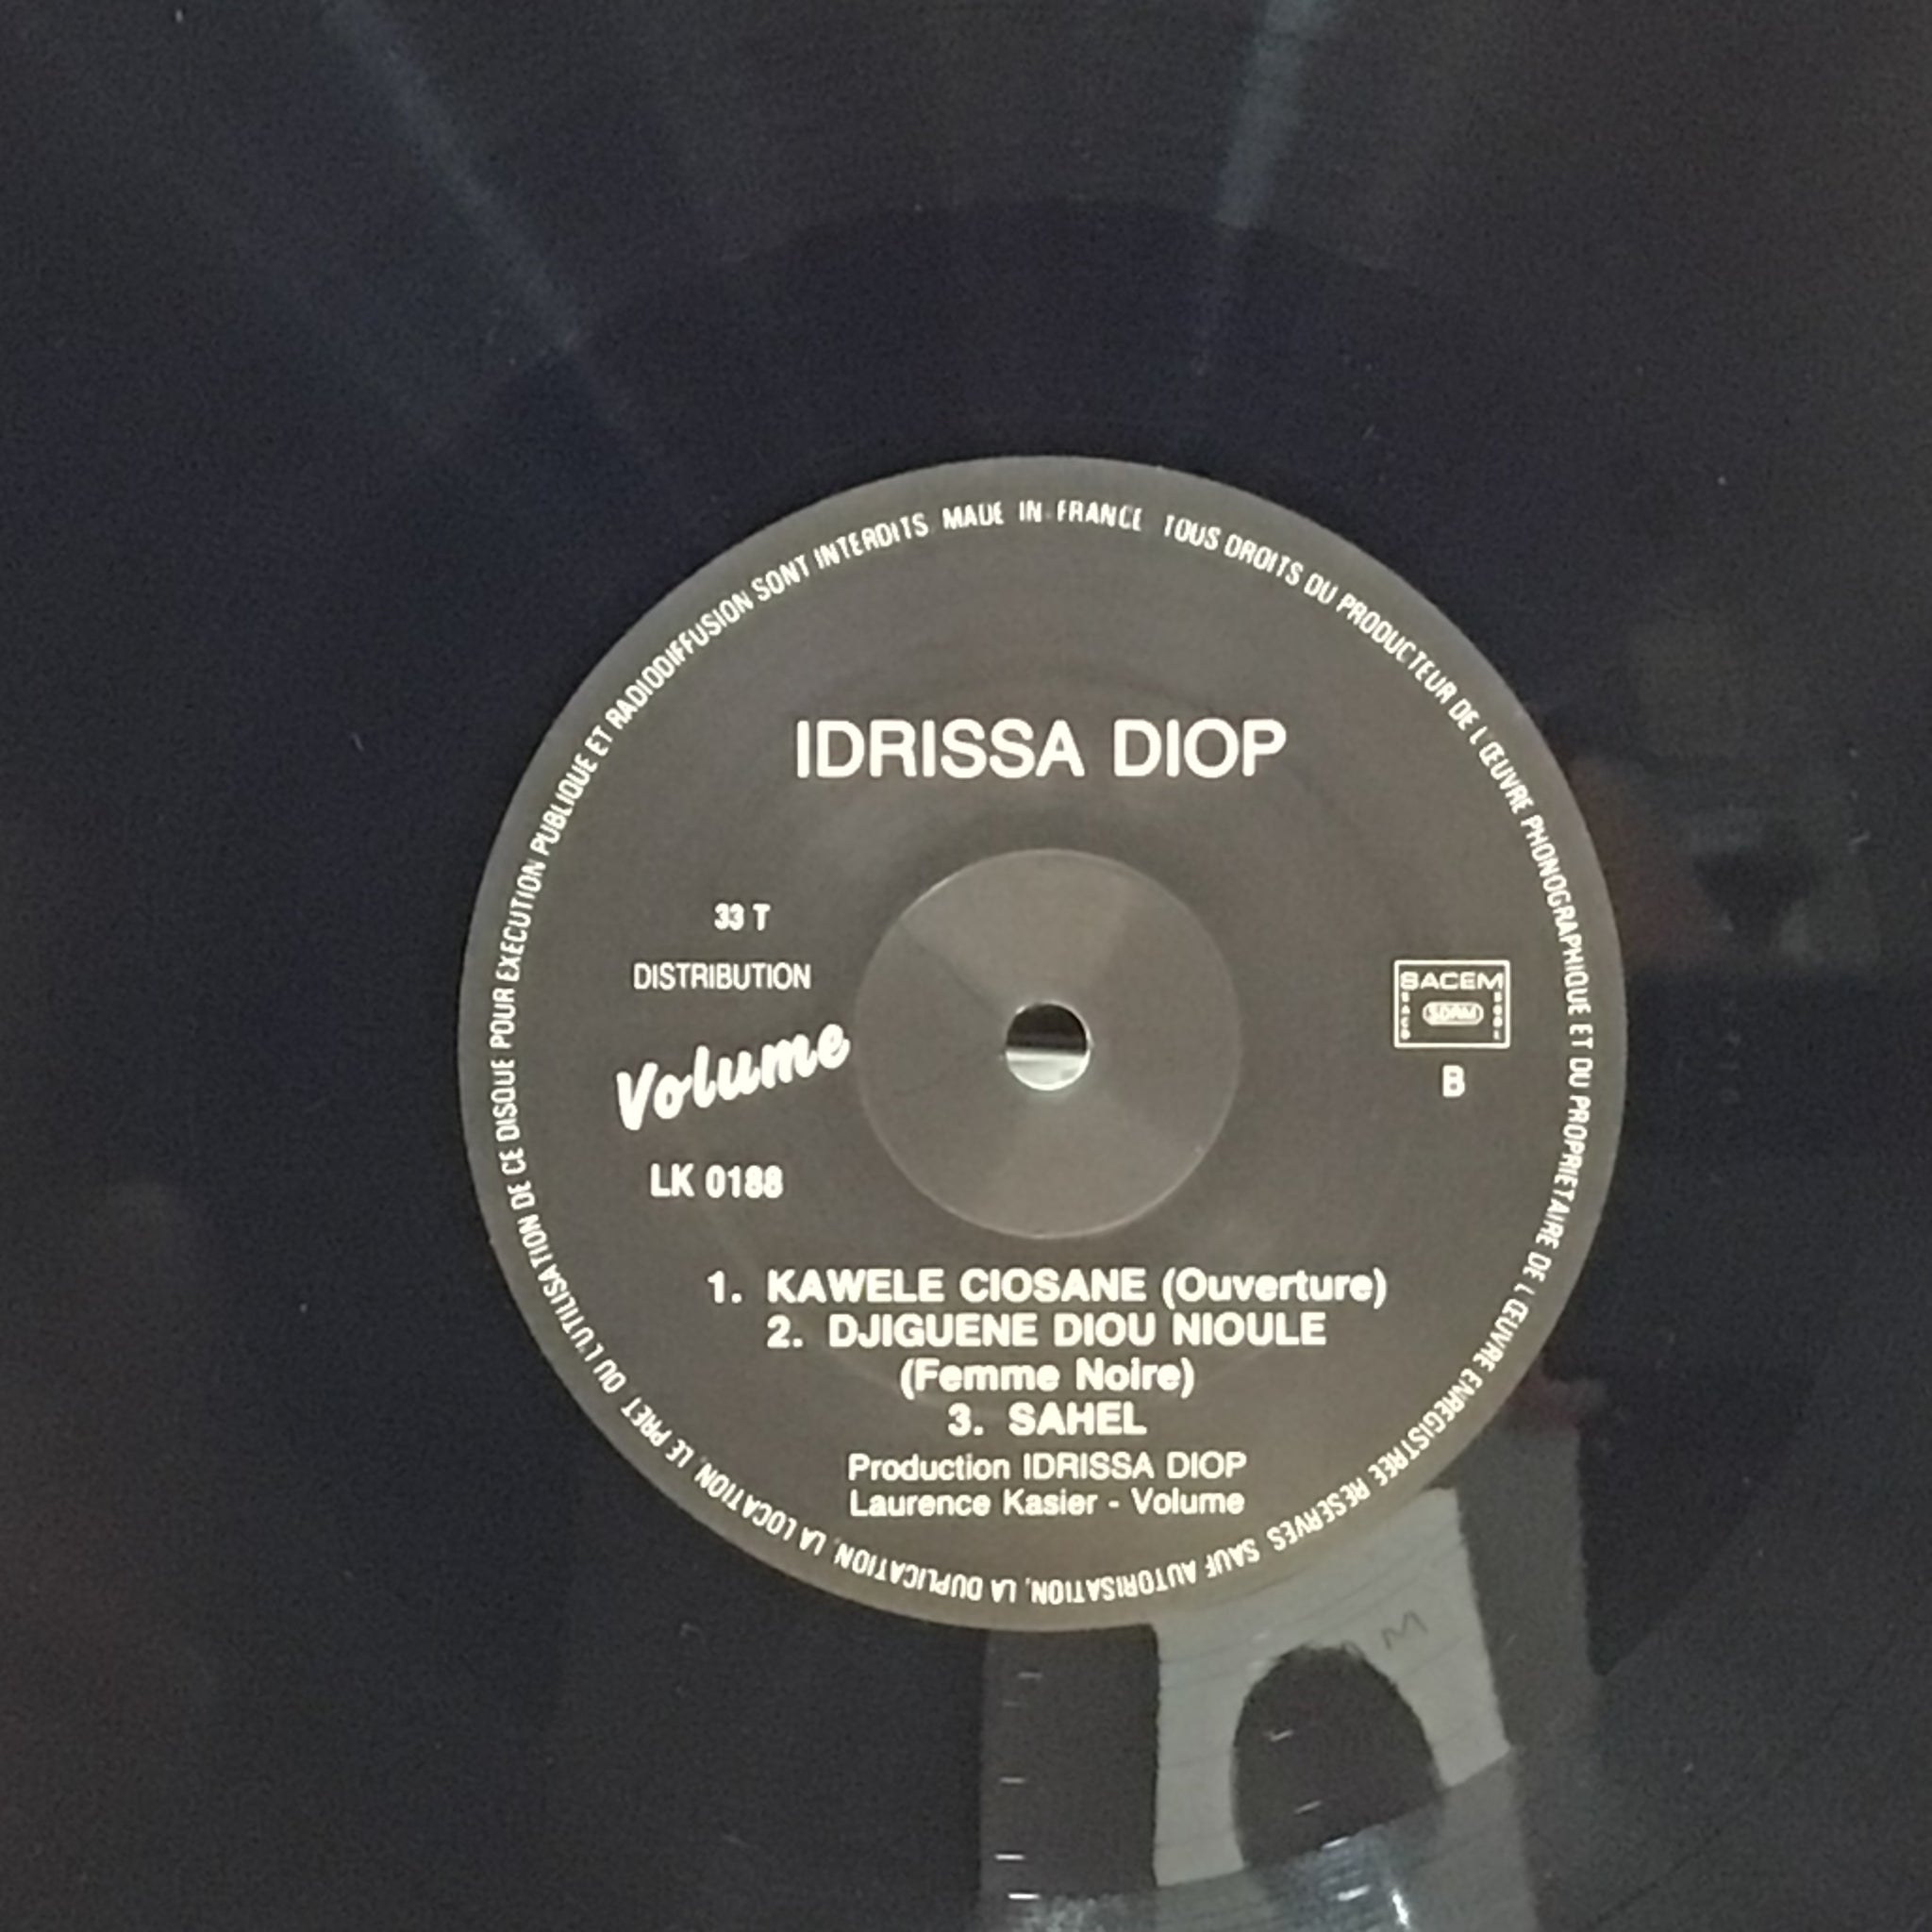 MADE IN FRANCE TOUS DROITS DU PRODUCTEUR DE L'ŒUVRE PHONOGRAPHIQUE ET DU PROPRIETAIRE DE L'ŒUVRE ENREGISTREE RESERVES SAUF AUTORISATION, LA DUPLICATION, LA LOCATION, LE PRET OU L'UTILISATION DE CE DISQUE POUR EXECUTION PUBLIQUE ET RADIODIFFUSION SONT INTERDITS
IDRISSA DIOP
33 T
DISTRIBUTION
Volume
LK 0188
SACEM
SDRM
B
1. KAWELE CIOSANE (Ouverture)
2. DJIGUENE DIOU NIOULE
(Femme Noire)
3. SAHEL
Production IDRISSA DIOP
Laurence Kasier - Volume